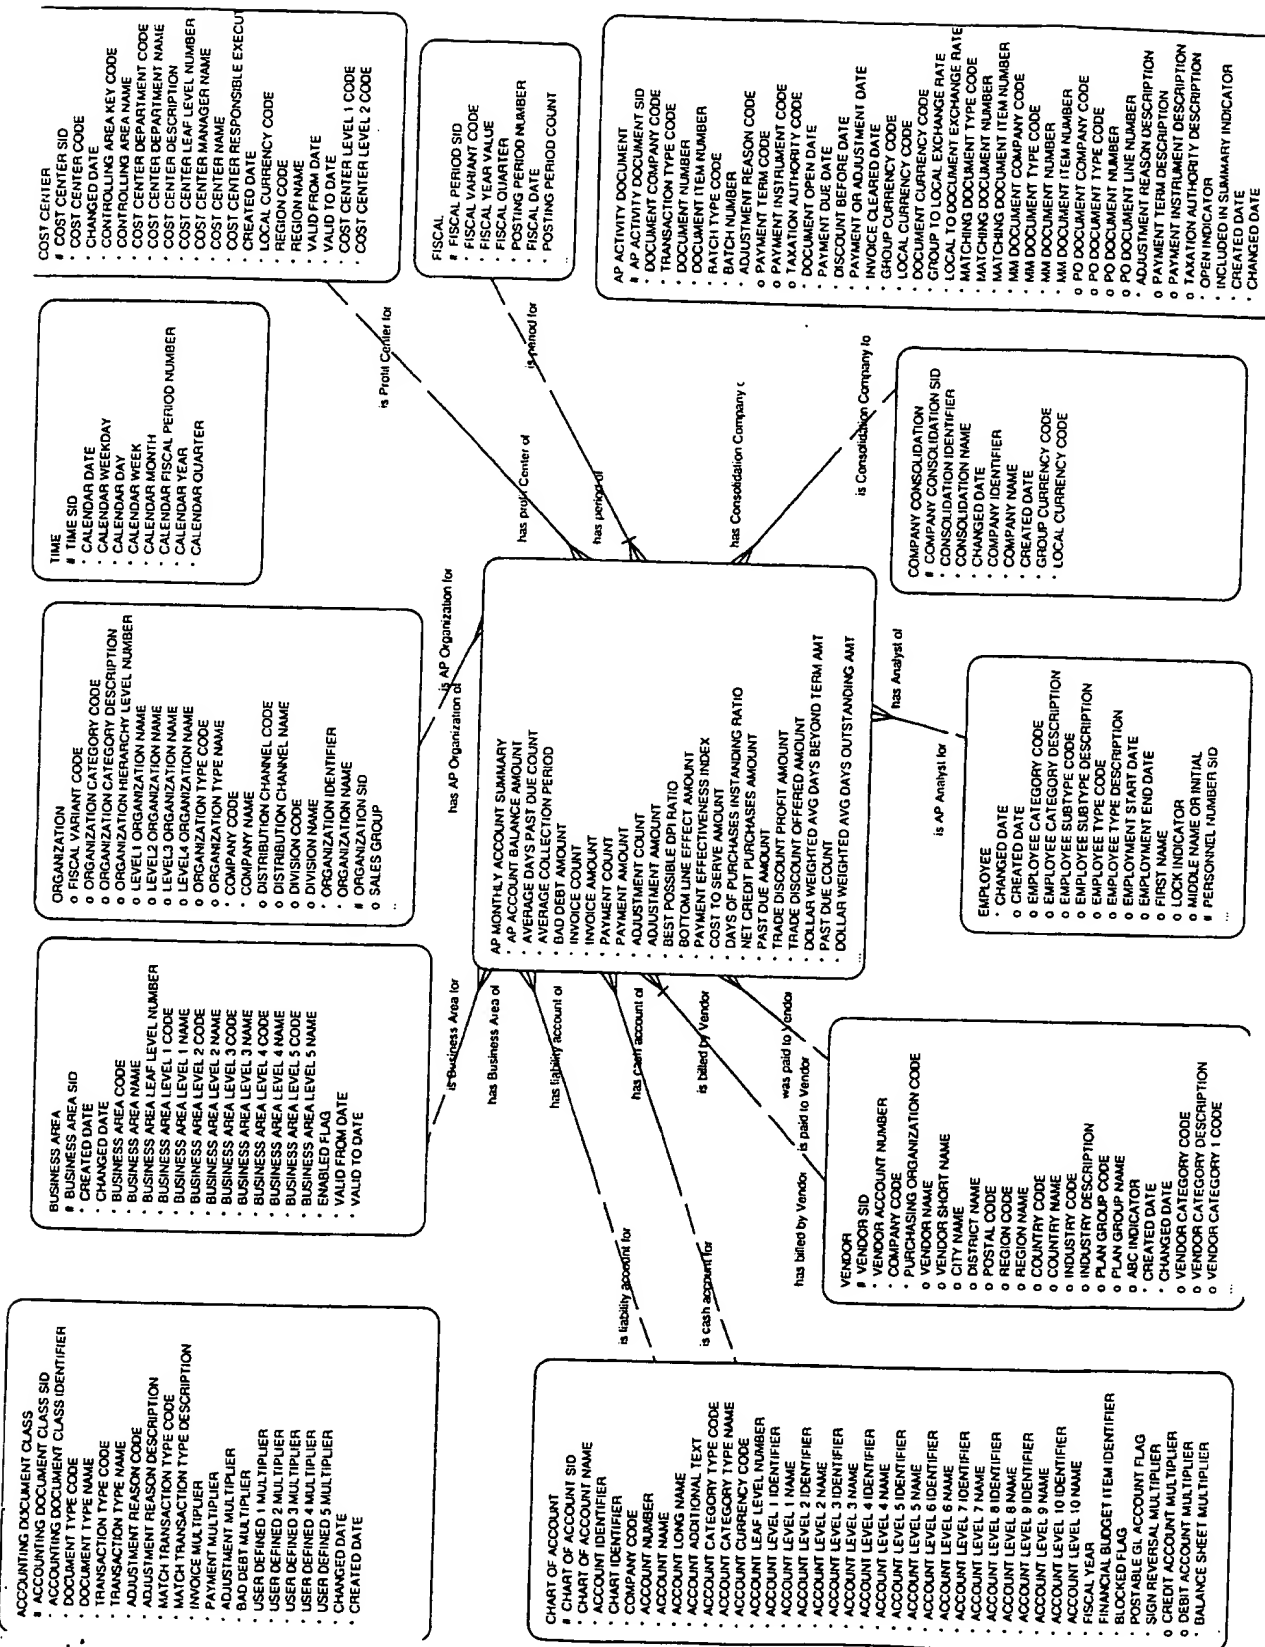 ACCOUNTING DOCUMENT CLASS
# ACCOUNTING DOCUMENT CLASS SID
· ACCOUNTING DOCUMENT CLASS IDENTIFIER
· DOCUMENT TYPE CODE
· DOCUMENT TYPE NAME
· TRANSACTION TYPE CODE
· TRANSACTION TYPE NAME
· ADJUSTMENT REASON CODE
· ADJUSTMENT REASON DESCRIPTION
· MATCH TRANSACTION TYPE CODE
· MATCH TRANSACTION TYPE DESCRIPTION
· INVOICE MULTIPLIER
· PAYMENT MULTIPLIER
· ADJUSTMENT MULTIPLIER
· BAD DEBT MULTIPLIER
· USER DEFINED 1 MULTIPLIER
· USER DEFINED 2 MULTIPLIER
· USER DEFINED 3 MULTIPLIER
· USER DEFINED 4 MULTIPLIER
· USER DEFINED 5 MULTIPLIER
· CHANGED DATE
· CREATED DATE
BUSINESS AREA
# BUSINESS AREA SID
· CREATED DATE
· CHANGED DATE
· BUSINESS AREA CODE
· BUSINESS AREA NAME
· BUSINESS AREA LEAF LEVEL NUMBER
· BUSINESS AREA LEVEL 1 CODE
· BUSINESS AREA LEVEL 1 NAME
· BUSINESS AREA LEVEL 2 CODE
· BUSINESS AREA LEVEL 2 NAME
· BUSINESS AREA LEVEL 3 CODE
· BUSINESS AREA LEVEL 3 NAME
· BUSINESS AREA LEVEL 4 CODE
· BUSINESS AREA LEVEL 4 NAME
· BUSINESS AREA LEVEL 5 CODE
· BUSINESS AREA LEVEL 5 NAME
· ENABLED FLAG
· VALID FROM DATE
· VALID TO DATE
ORGANIZATION
o FISCAL VARIANT CODE
o ORGANIZATION CATEGORY CODE
o ORGANIZATION CATEGORY DESCRIPTION
o ORGANIZATION HIERARCHY LEVEL NUMBER
o LEVEL1 ORGANIZATION NAME
o LEVEL2 ORGANIZATION NAME
o LEVEL3 ORGANIZATION NAME
o LEVEL4 ORGANIZATION NAME
o ORGANIZATION TYPE CODE
o ORGANIZATION TYPE NAME
· COMPANY CODE
· COMPANY NAME
o DISTRIBUTION CHANNEL CODE
o DISTRIBUTION CHANNEL NAME
o DIVISION CODE
o DIVISION NAME
· ORGANIZATION IDENTIFIER
· ORGANIZATION NAME
# ORGANIZATION SID
o SALES GROUP
...
TIME
# TIME SID
· CALENDAR DATE
· CALENDAR WEEKDAY
· CALENDAR DAY
· CALENDAR WEEK
· CALENDAR MONTH
· CALENDAR FISCAL PERIOD NUMBER
· CALENDAR YEAR
· CALENDAR QUARTER
COST CENTER
# COST CENTER SID
· COST CENTER CODE
· CHANGED DATE
· CONTROLLING AREA KEY CODE
· CONTROLLING AREA NAME
· COST CENTER DEPARTMENT CODE
· COST CENTER DEPARTMENT NAME
· COST CENTER DESCRIPTION
· COST CENTER LEAF LEVEL NUMBER
· COST CENTER MANAGER NAME
· COST CENTER NAME
· COST CENTER RESPONSIBLE EXECUT
· CREATED DATE
· LOCAL CURRENCY CODE
· REGION CODE
· REGION NAME
· VALID FROM DATE
· VALID TO DATE
· COST CENTER LEVEL 1 CODE
· COST CENTER LEVEL 2 CODE
is Business Area for
has Business Area of
has AP Organization of
is AP Organization for
is Profit Center for
has profit Center of
FISCAL
# FISCAL PERIOD SID
· FISCAL VARIANT CODE
· FISCAL YEAR VALUE
· FISCAL QUARTER
· POSTING PERIOD NUMBER
· FISCAL DATE
· POSTING PERIOD COUNT
is period for
has period of
AP MONTHLY ACCOUNT SUMMARY
· AP ACCOUNT BALANCE AMOUNT
· AVERAGE DAYS PAST DUE COUNT
· AVERAGE COLLECTION PERIOD
· BAD DEBT AMOUNT
· INVOICE COUNT
· INVOICE AMOUNT
· PAYMENT COUNT
· PAYMENT AMOUNT
· ADJUSTMENT COUNT
· ADJUSTMENT AMOUNT
· BEST POSSIBLE DPI RATIO
· BOTTOM LINE EFFECT AMOUNT
· PAYMENT EFFECTIVENESS INDEX
· COST TO SERVE AMOUNT
· DAYS OF PURCHASES INSTANDING RATIO
· NET CREDIT PURCHASES AMOUNT
· PAST DUE AMOUNT
· TRADE DISCOUNT PROFIT AMOUNT
· TRADE DISCOUNT OFFERED AMOUNT
· DOLLAR WEIGHTED AVG DAYS BEYOND TERM AMT
· PAST DUE COUNT
· DOLLAR WEIGHTED AVG DAYS OUTSTANDING AMT
...
has liability account of
is liability account for
has cash account of
is cash account for
is billed by Vendor
has billed by Vendor
is paid to Vendor
was paid to Vendor
has Consolidation Company c
is Consolidation Company fo
has Analyst of
is AP Analyst for
CHART OF ACCOUNT
# CHART OF ACCOUNT SID
· CHART OF ACCOUNT NAME
· ACCOUNT IDENTIFIER
· CHART IDENTIFIER
· COMPANY CODE
· ACCOUNT NUMBER
· ACCOUNT NAME
· ACCOUNT LONG NAME
· ACCOUNT ADDITIONAL TEXT
· ACCOUNT CATEGORY TYPE CODE
· ACCOUNT CATEGORY TYPE NAME
· ACCOUNT CURRENCY CODE
· ACCOUNT LEAF LEVEL NUMBER
· ACCOUNT LEVEL 1 IDENTIFIER
· ACCOUNT LEVEL 1 NAME
· ACCOUNT LEVEL 2 IDENTIFIER
· ACCOUNT LEVEL 2 NAME
· ACCOUNT LEVEL 3 IDENTIFIER
· ACCOUNT LEVEL 3 NAME
· ACCOUNT LEVEL 4 IDENTIFIER
· ACCOUNT LEVEL 4 NAME
· ACCOUNT LEVEL 5 IDENTIFIER
· ACCOUNT LEVEL 5 NAME
· ACCOUNT LEVEL 6 IDENTIFIER
· ACCOUNT LEVEL 6 NAME
· ACCOUNT LEVEL 7 IDENTIFIER
· ACCOUNT LEVEL 7 NAME
· ACCOUNT LEVEL 8 IDENTIFIER
· ACCOUNT LEVEL 8 NAME
· ACCOUNT LEVEL 9 IDENTIFIER
· ACCOUNT LEVEL 9 NAME
· ACCOUNT LEVEL 10 IDENTIFIER
· ACCOUNT LEVEL 10 NAME
· FISCAL YEAR
· FINANCIAL BUDGET ITEM IDENTIFIER
· BLOCKED FLAG
· POSTABLE GL ACCOUNT FLAG
· SIGN REVERSAL MULTIPLIER
o CREDIT ACCOUNT MULTIPLIER
o DEBIT ACCOUNT MULTIPLIER
· BALANCE SHEET MULTIPLIER
VENDOR
# VENDOR SID
· VENDOR ACCOUNT NUMBER
· COMPANY CODE
· PURCHASING ORGANIZATION CODE
o VENDOR NAME
o VENDOR SHORT NAME
o CITY NAME
o DISTRICT NAME
o POSTAL CODE
o REGION CODE
o REGION NAME
o COUNTRY CODE
o COUNTRY NAME
o INDUSTRY CODE
o INDUSTRY DESCRIPTION
o PLAN GROUP CODE
o PLAN GROUP NAME
o ABC INDICATOR
· CREATED DATE
· CHANGED DATE
o VENDOR CATEGORY CODE
o VENDOR CATEGORY DESCRIPTION
o VENDOR CATEGORY 1 CODE
...
EMPLOYEE
· CHANGED DATE
o CREATED DATE
o EMPLOYEE CATEGORY CODE
o EMPLOYEE CATEGORY DESCRIPTION
o EMPLOYEE SUBTYPE CODE
o EMPLOYEE SUBTYPE DESCRIPTION
o EMPLOYEE TYPE CODE
o EMPLOYEE TYPE DESCRIPTION
o EMPLOYMENT START DATE
o EMPLOYMENT END DATE
o FIRST NAME
o LOCK INDICATOR
o MIDDLE NAME OR INITIAL
# PERSONNEL NUMBER SID
...
COMPANY CONSOLIDATION
# COMPANY CONSOLIDATION SID
· CONSOLIDATION IDENTIFIER
· CONSOLIDATION NAME
· CHANGED DATE
· COMPANY IDENTIFIER
· COMPANY NAME
· CREATED DATE
· GROUP CURRENCY CODE
· LOCAL CURRENCY CODE
AP ACTIVITY DOCUMENT
# AP ACTIVITY DOCUMENT SID
· DOCUMENT COMPANY CODE
· TRANSACTION TYPE CODE
· DOCUMENT NUMBER
· DOCUMENT ITEM NUMBER
· BATCH TYPE CODE
· BATCH NUMBER
· ADJUSTMENT REASON CODE
o PAYMENT TERM CODE
o PAYMENT INSTRUMENT CODE
o TAXATION AUTHORITY CODE
· DOCUMENT OPEN DATE
· PAYMENT DUE DATE
· DISCOUNT BEFORE DATE
· PAYMENT OR ADJUSTMENT DATE
· INVOICE CLEARED DATE
· GROUP CURRENCY CODE
· LOCAL CURRENCY CODE
· DOCUMENT CURRENCY CODE
· GROUP TO LOCAL EXCHANGE RATE
· LOCAL TO DOCUMENT EXCHANGE RATE
· MATCHING DOCUMENT TYPE CODE
· MATCHING DOCUMENT NUMBER
· MATCHING DOCUMENT ITEM NUMBER
· MM DOCUMENT COMPANY CODE
· MM DOCUMENT TYPE CODE
· MM DOCUMENT NUMBER
· MM DOCUMENT ITEM NUMBER
o PO DOCUMENT COMPANY CODE
o PO DOCUMENT TYPE CODE
o PO DOCUMENT NUMBER
o PO DOCUMENT LINE NUMBER
· ADJUSTMENT REASON DESCRIPTION
o PAYMENT TERM DESCRIPTION
o PAYMENT INSTRUMENT DESCRIPTION
o TAXATION AUTHORITY DESCRIPTION
· OPEN INDICATOR
· INCLUDED IN SUMMARY INDICATOR
· CREATED DATE
· CHANGED DATE